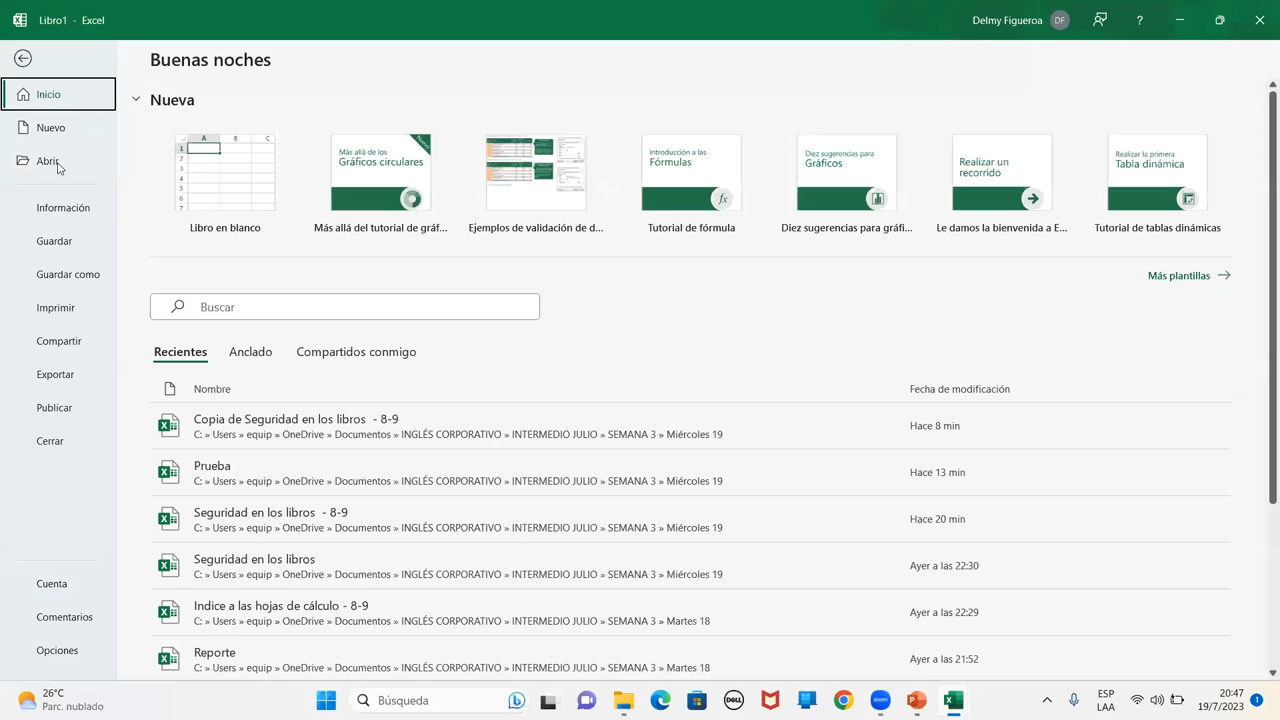 Libro1 - Excel
Delmy Figueroa DF ?
Buenas noches
Inicio
Nuevo
Abrir
Información
Guardar
Guardar como
Imprimir
Compartir
Exportar
Publicar
Cerrar
Cuenta
Comentarios
Opciones
Nueva
A B C
1
2
3
4
5
6
7
Más allá de los
Gráficos circulares
Introducción a las
Fórmulas
fx
Diez sugerencias para
Gráficos
Realizar un
recorrido
Realizar la primera
Tabla dinámica
Libro en blanco
Más allá del tutorial de gráf...
Ejemplos de validación de d...
Tutorial de fórmula
Diez sugerencias para gráfi...
Le damos la bienvenida a E...
Tutorial de tablas dinámicas
Más plantillas
Buscar
Recientes Anclado Compartidos conmigo
Nombre Fecha de modificación
Copia de Seguridad en los libros - 8-9
C: » Users » equip » OneDrive » Documentos » INGLÉS CORPORATIVO » INTERMEDIO JULIO » SEMANA 3 » Miércoles 19
Hace 8 min
Prueba
C: » Users » equip » OneDrive » Documentos » INGLÉS CORPORATIVO » INTERMEDIO JULIO » SEMANA 3 » Miércoles 19
Hace 13 min
Seguridad en los libros - 8-9
C: » Users » equip » OneDrive » Documentos » INGLÉS CORPORATIVO » INTERMEDIO JULIO » SEMANA 3 » Miércoles 19
Hace 20 min
Seguridad en los libros
C: » Users » equip » OneDrive » Documentos » INGLÉS CORPORATIVO » INTERMEDIO JULIO » SEMANA 3 » Miércoles 19
Ayer a las 22:30
Indice a las hojas de cálculo - 8-9
C: » Users » equip » OneDrive » Documentos » INGLÉS CORPORATIVO » INTERMEDIO JULIO » SEMANA 3 » Martes 18
Ayer a las 22:29
Reporte
C: » Users » equip » OneDrive » Documentos » INGLÉS CORPORATIVO » INTERMEDIO JULIO » SEMANA 3 » Martes 18
Ayer a las 21:52
26°C
Parc. nublado
Búsqueda
DELL
zoom
ESP
LAA
20:47
19/7/2023
1